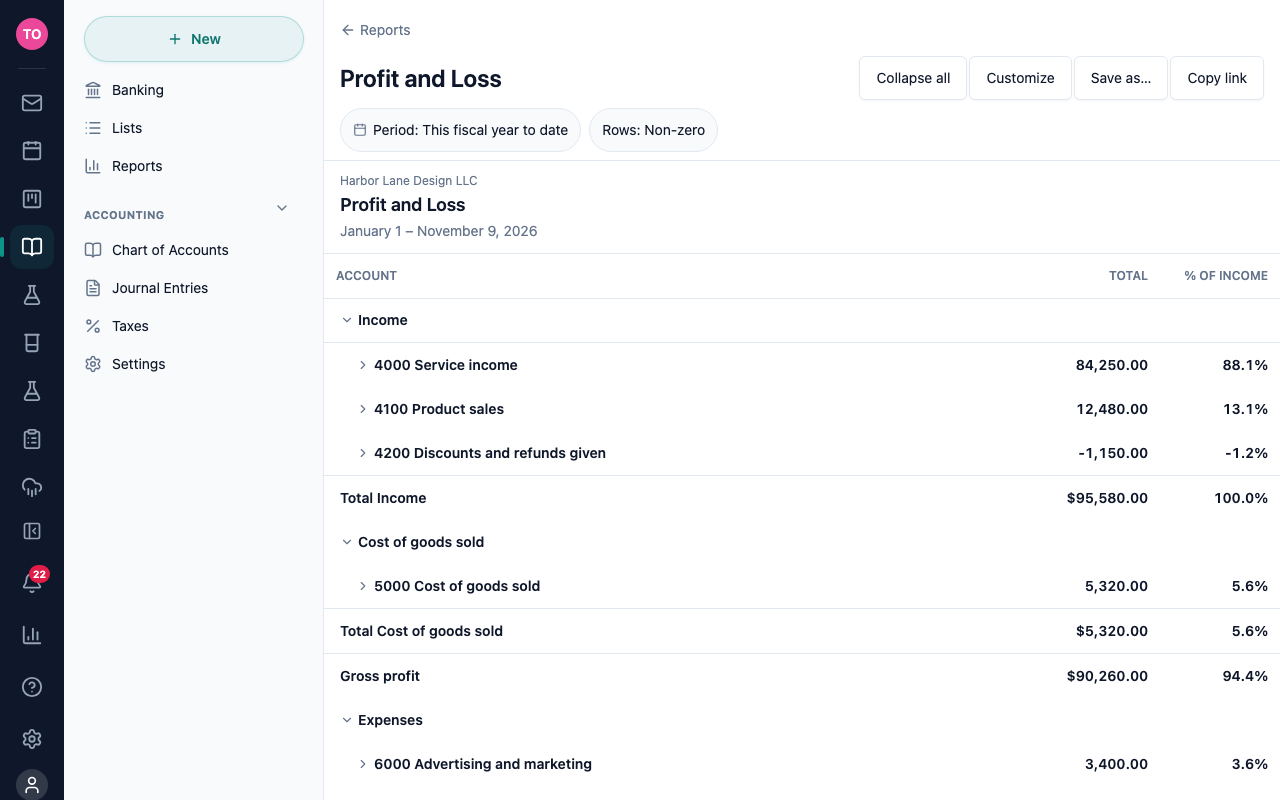 TO
New
Banking
Lists
Reports
ACCOUNTING
Chart of Accounts
Journal Entries
Taxes
Settings
22
Reports
Profit and Loss
Collapse all
Customize
Save as...
Copy link
Period: This fiscal year to date
Rows: Non-zero
Harbor Lane Design LLC
Profit and Loss
January 1 – November 9, 2026
ACCOUNT TOTAL % OF INCOME
Income
4000 Service income 84,250.00 88.1%
4100 Product sales 12,480.00 13.1%
4200 Discounts and refunds given -1,150.00 -1.2%
Total Income $95,580.00 100.0%
Cost of goods sold
5000 Cost of goods sold 5,320.00 5.6%
Total Cost of goods sold $5,320.00 5.6%
Gross profit $90,260.00 94.4%
Expenses
6000 Advertising and marketing 3,400.00 3.6%